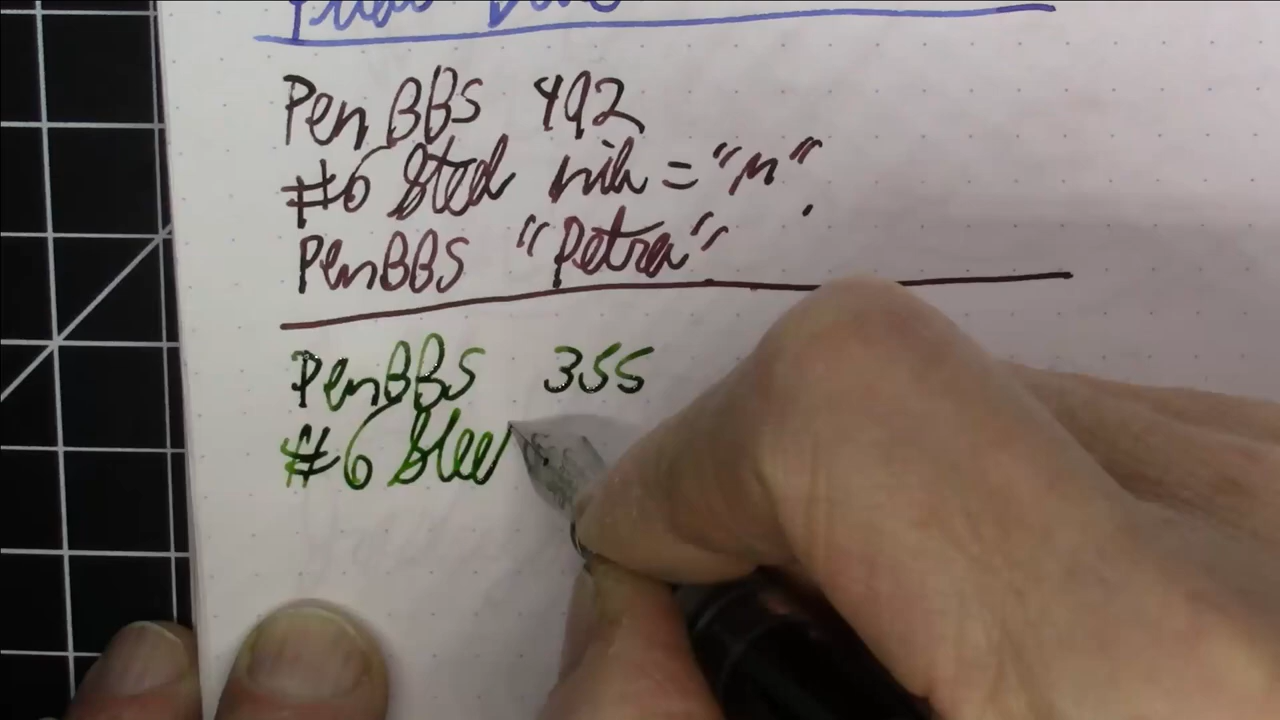 PenBBS 492
#6 Steel nib = "M"
PenBBS "Petra"
PenBBS 355
#6 Stee